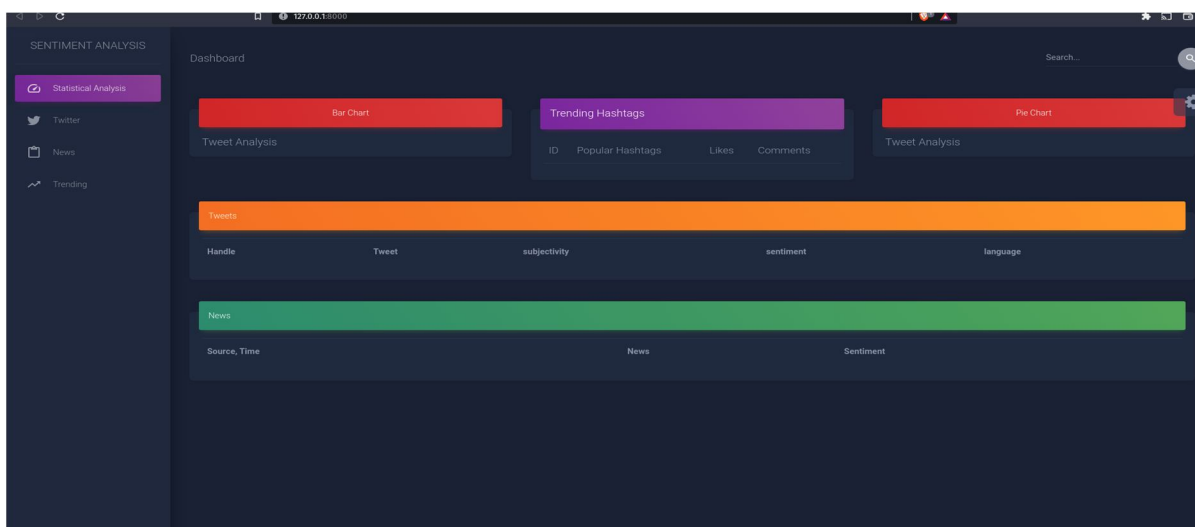 127.0.0.1:8000
SENTIMENT ANALYSIS
Statistical Analysis
Twitter
News
Trending
Dashboard
Search...
Bar Chart
Tweet Analysis
Trending Hashtags
ID Popular Hashtags Likes Comments
Pie Chart
Tweet Analysis
Tweets
Handle Tweet subjectivity sentiment language
News
Source, Time News Sentiment